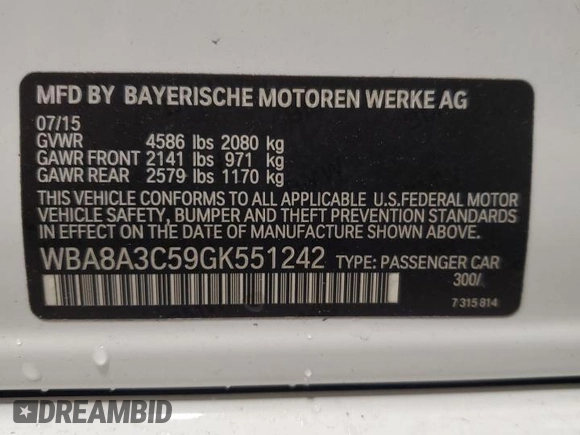 MFD BY BAYERISCHE MOTOREN WERKE AG
07/15
GVWR 4586 lbs 2080 kg
GAWR FRONT 2141 lbs 971 kg
GAWR REAR 2579 lbs 1170 kg
THIS VEHICLE CONFORMS TO ALL APPLICABLE U.S.FEDERAL MOTOR
VEHICLE SAFETY, BUMPER AND THEFT PREVENTION STANDARDS
IN EFFECT ON THE DATE OF MANUFACTURE SHOWN ABOVE.
WBA8A3C59GK551242 TYPE: PASSENGER CAR
300/
7 315 814
DREAMBID